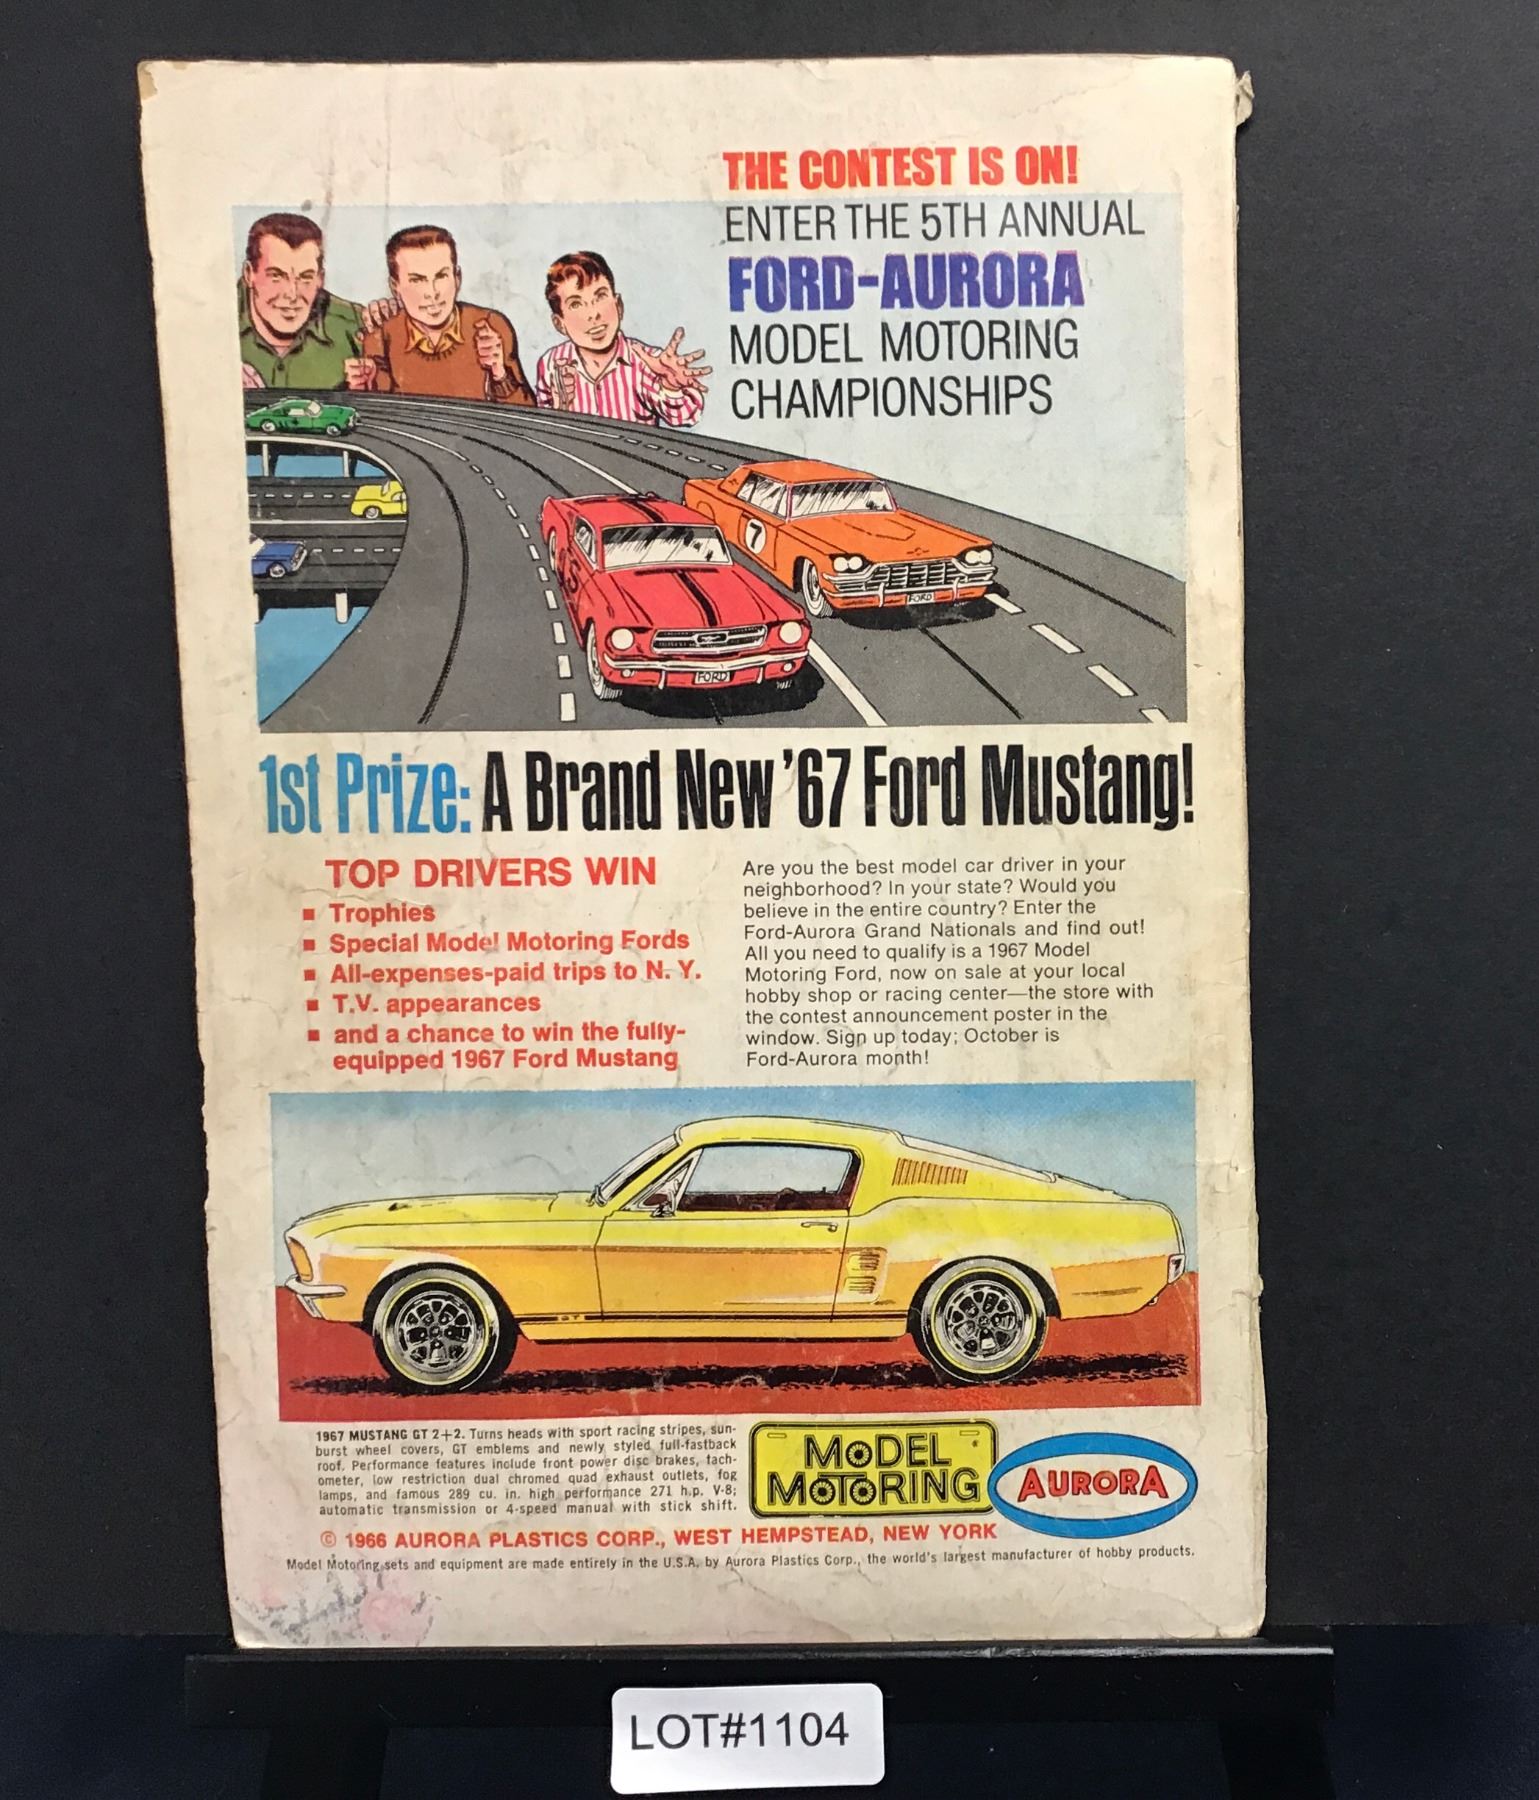 THE CONTEST IS ON!
ENTER THE 5TH ANNUAL
FORD-AURORA
MODEL MOTORING
CHAMPIONSHIPS
7
5
FORD
FORD
1st Prize: A Brand New '67 Ford Mustang!
TOP DRIVERS WIN
▪ Trophies
▪ Special Model Motoring Fords
▪ All-expenses-paid trips to N. Y.
▪ T.V. appearances
▪ and a chance to win the fully-
equipped 1967 Ford Mustang
Are you the best model car driver in your
neighborhood? In your state? Would you
believe in the entire country? Enter the
Ford-Aurora Grand Nationals and find out!
All you need to qualify is a 1967 Model
Motoring Ford, now on sale at your local
hobby shop or racing center—the store with
the contest announcement poster in the
window. Sign up today; October is
Ford-Aurora month!
GT
1967 MUSTANG GT 2+2. Turns heads with sport racing stripes, sun-
burst wheel covers, GT emblems and newly styled full-fastback
roof. Performance features include front power disc brakes, tach-
ometer, low restriction dual chromed quad exhaust outlets, fog
lamps, and famous 289 cu. in. high performance 271 h.p. V-8;
automatic transmission or 4-speed manual with stick shift.
MODEL
MOTORING
AURORA
© 1966 AURORA PLASTICS CORP., WEST HEMPSTEAD, NEW YORK
Model Motoring sets and equipment are made entirely in the U.S.A. by Aurora Plastics Corp., the world's largest manufacturer of hobby products.
LOT#1104